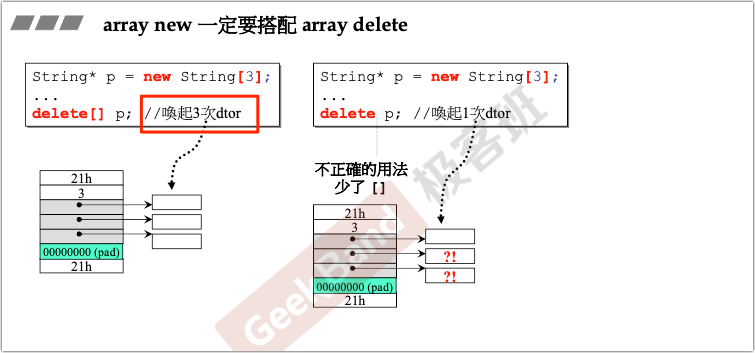 array new 一定要搭配 array delete
String* p = new String[3];
...
delete[] p; //喚起3次dtor
21h
3
00000000 (pad)
21h
String* p = new String[3];
...
delete p; //喚起1次dtor
不正確的用法
少了 []
21h
3
00000000 (pad)
21h
?!
?!
GeekBand 极客班